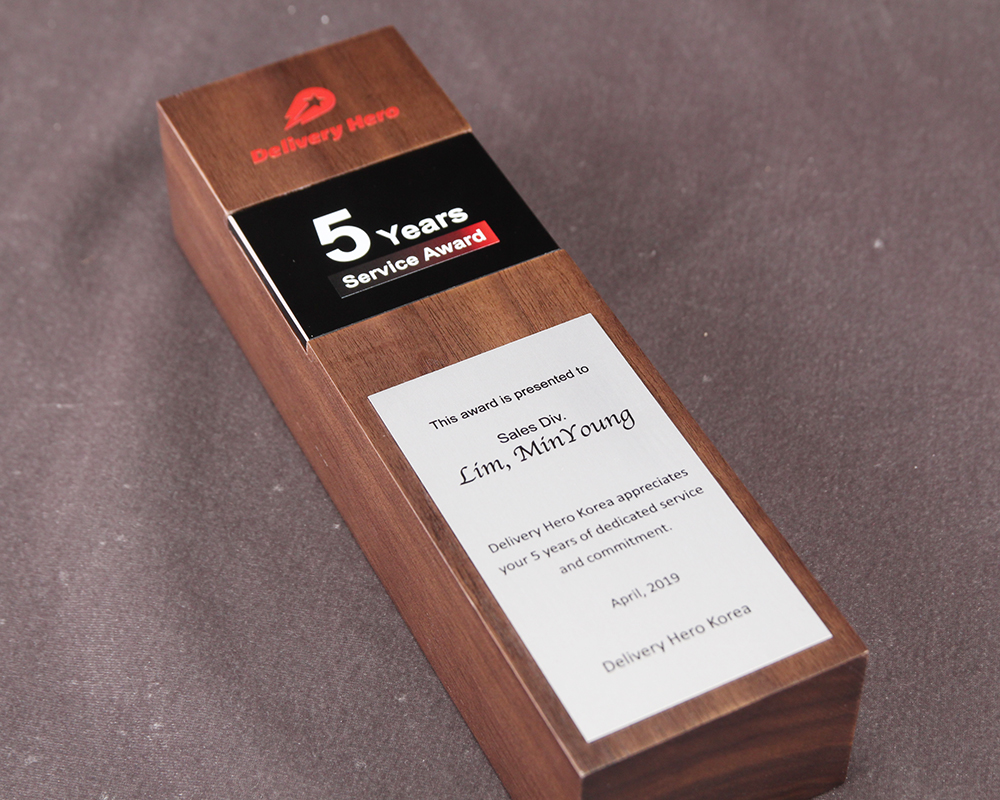 Delivery Hero
5 Years
Service Award
This award is presented to
Sales Div.
Lim, MinYoung
Delivery Hero Korea appreciates
your 5 years of dedicated service
and commitment.
April, 2019
Delivery Hero Korea